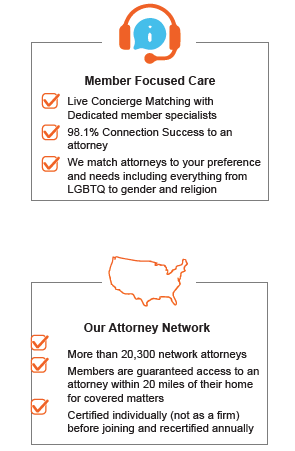 Member Focused Care
Live Concierge Matching with
Dedicated member specialists
98.1% Connection Success to an
attorney
We match attorneys to your preference
and needs including everything from
LGBTQ to gender and religion
Our Attorney Network
More than 20,300 network attorneys
Members are guaranteed access to an
attorney within 20 miles of their home
for covered matters
Certified individually (not as a firm)
before joining and recertified annually